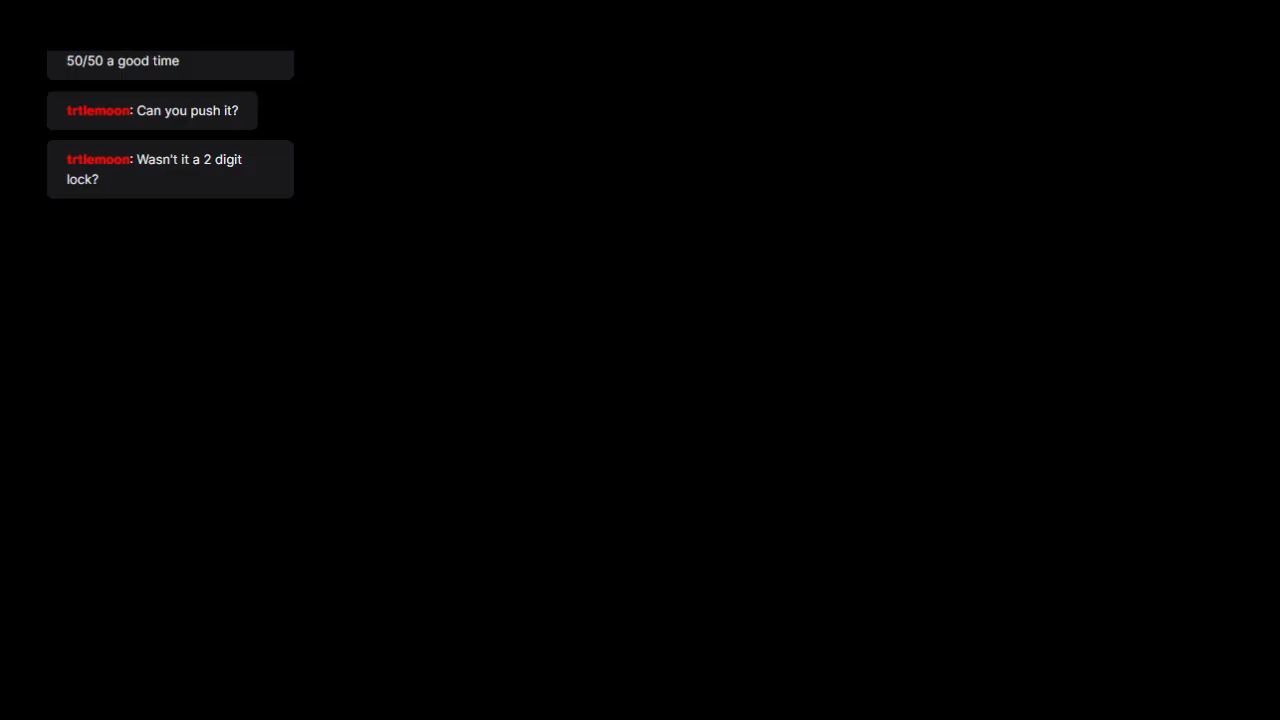 50/50 a good time
trtlemoon: Can you push it?
trtlemoon: Wasn't it a 2 digit
lock?